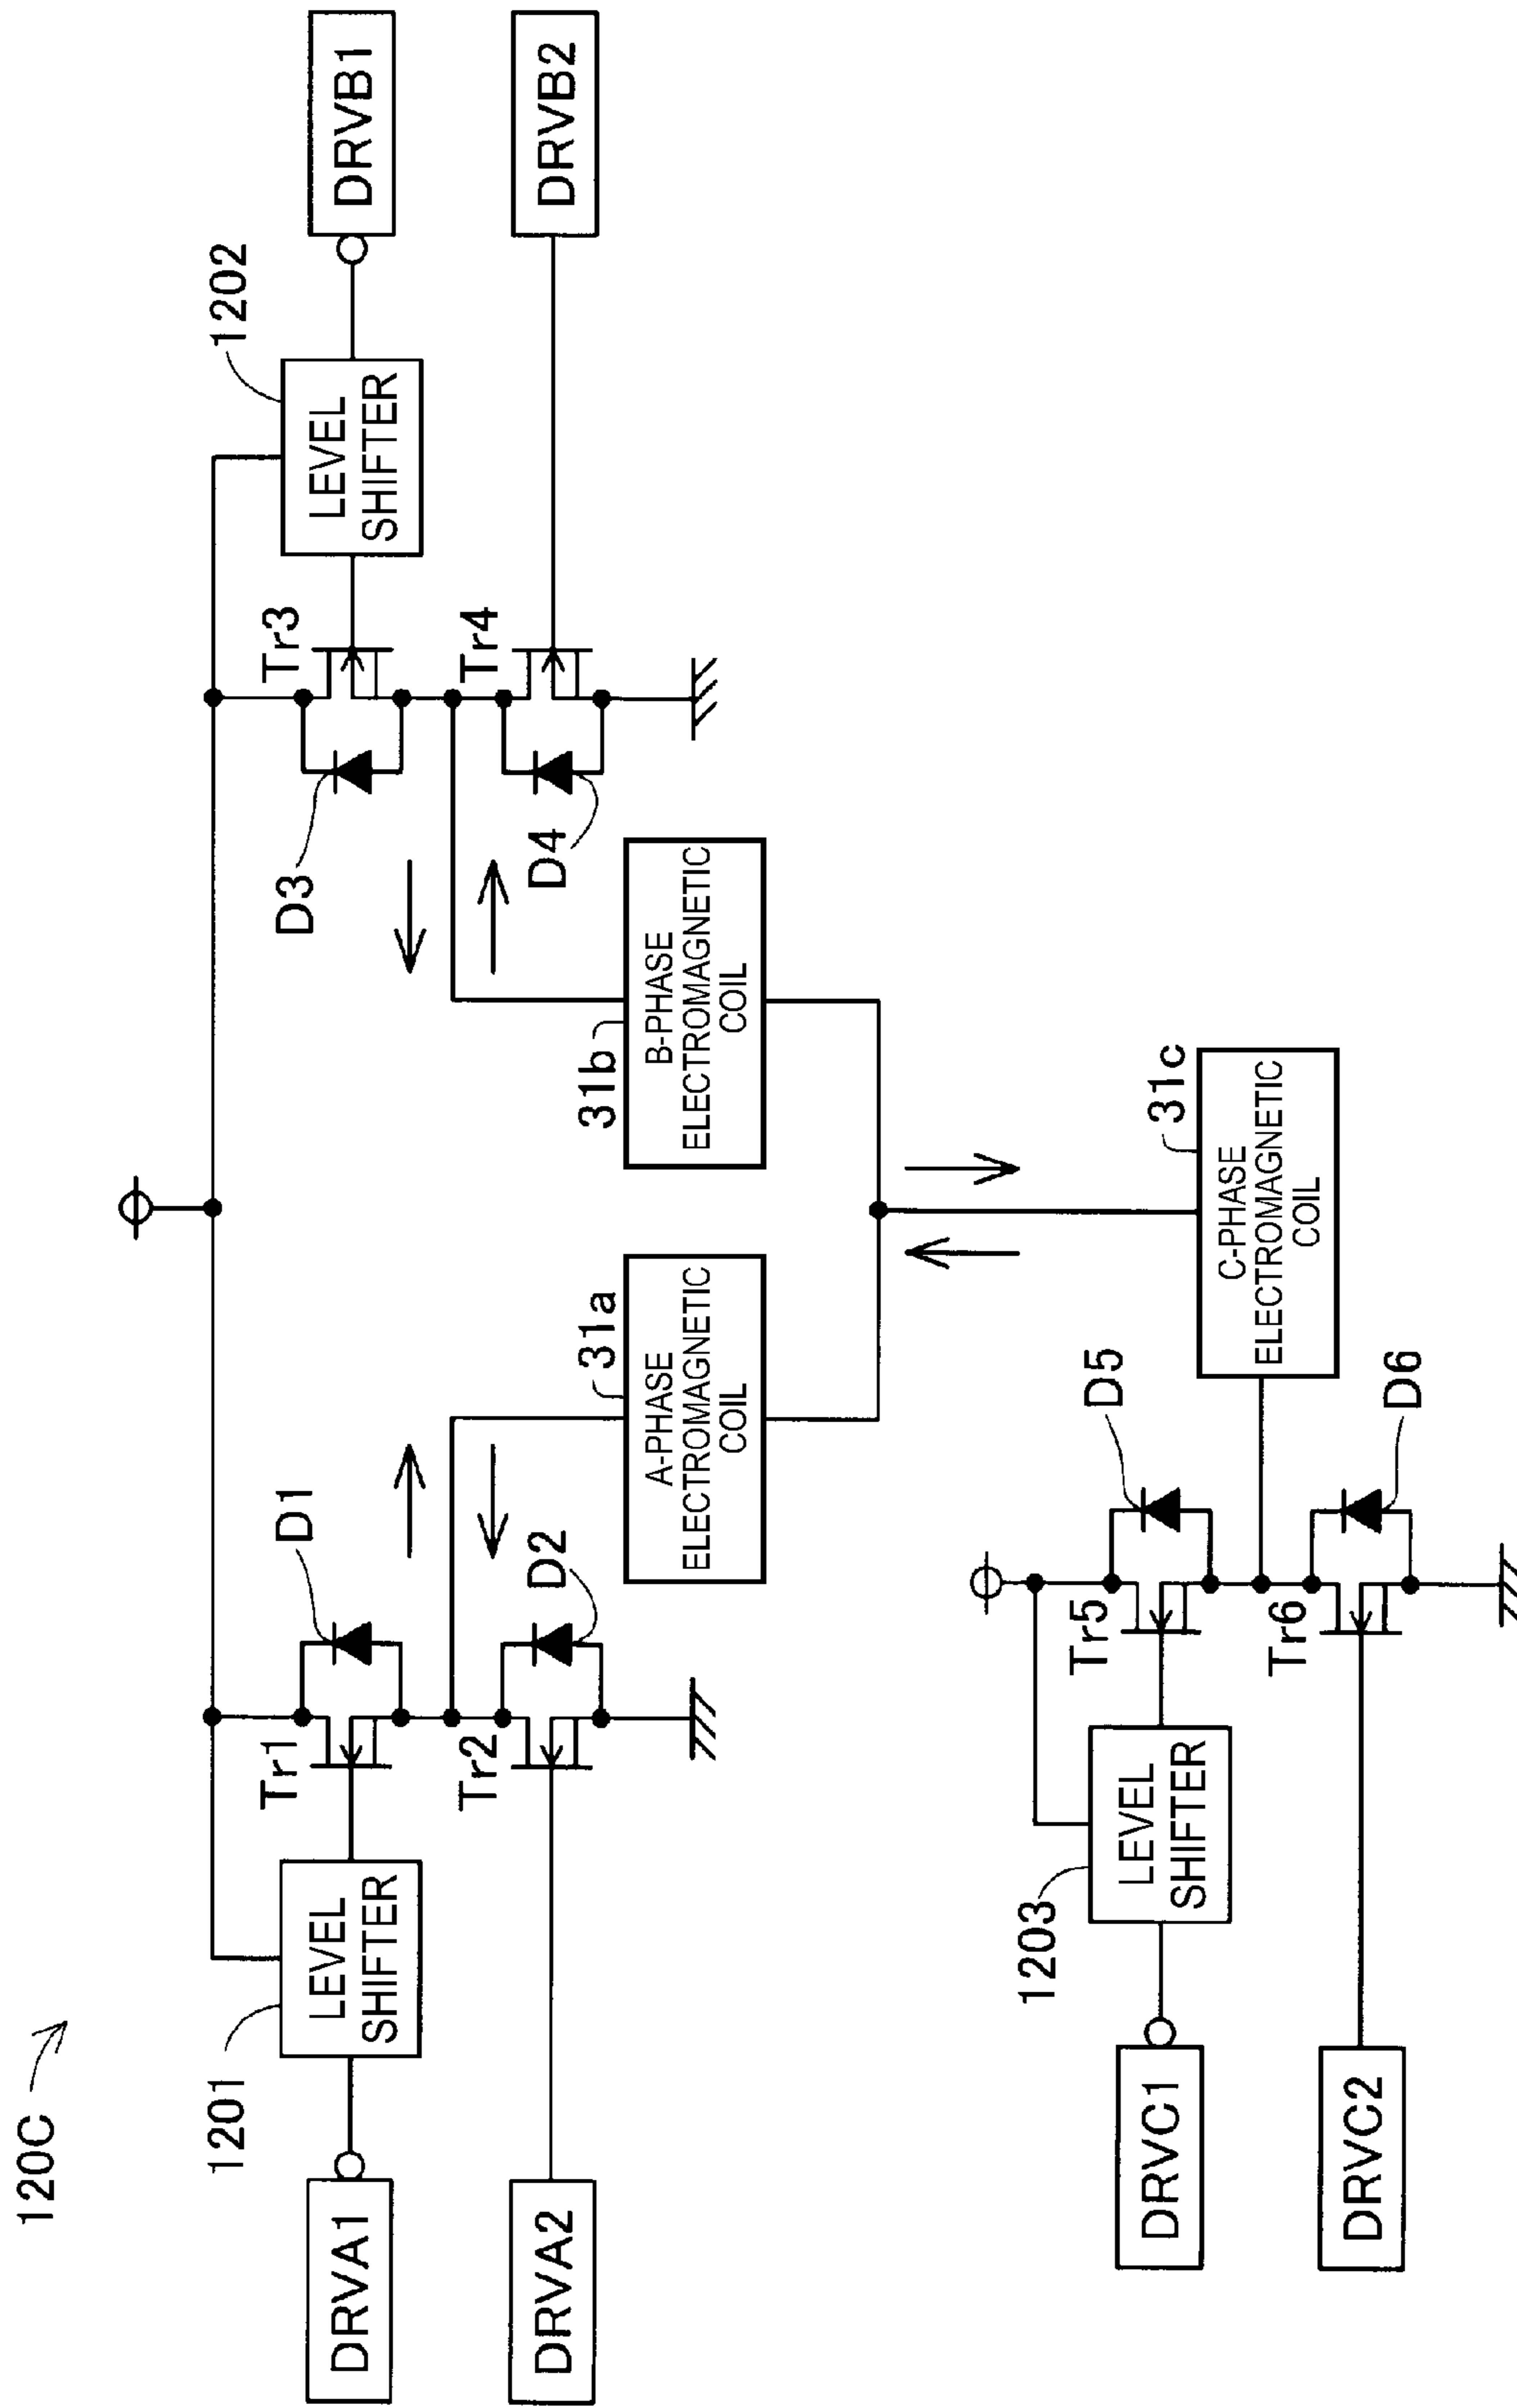 120C
1201
1202
DRVA1
LEVEL
SHIFTER
Tr1
D1
D3
Tr3
LEVEL
SHIFTER
DRVB1
DRVA2
Tr2
D2
D4
Tr4
DRVB2
31a
31b
A-PHASE
ELECTROMAGNETIC
COIL
B-PHASE
ELECTROMAGNETIC
COIL
1203
DRVC1
LEVEL
SHIFTER
Tr5
D5
31c
C-PHASE
ELECTROMAGNETIC
COIL
DRVC2
Tr6
D6